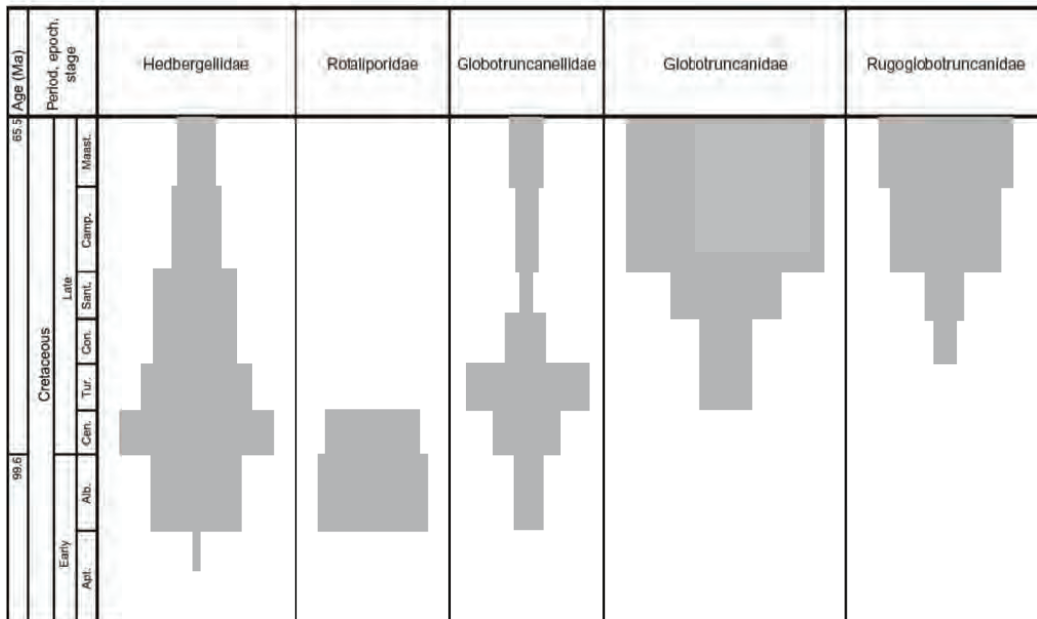 Age (Ma)
Period. epoch.
stage
Hedbergellidae
Rotaliporidae
Globotruncanellidae
Globotruncanidae
Rugoglobotruncanidae
65.5
99.6
Cretaceous
Late
Early
Maast.
Camp.
Sant.
Con.
Tur.
Cen.
Alb.
Apt.